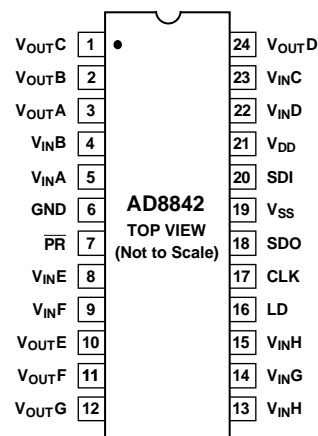 VOUTC 1
VOUTB 2
VOUTA 3
VINB 4
VINA 5
GND 6
PR 7
VINE 8
VINF 9
VOUTE 10
VOUTF 11
VOUTG 12
AD8842
TOP VIEW
(Not to Scale)
24 VOUTD
23 VINC
22 VIND
21 VDD
20 SDI
19 VSS
18 SDO
17 CLK
16 LD
15 VINH
14 VING
13 VINH